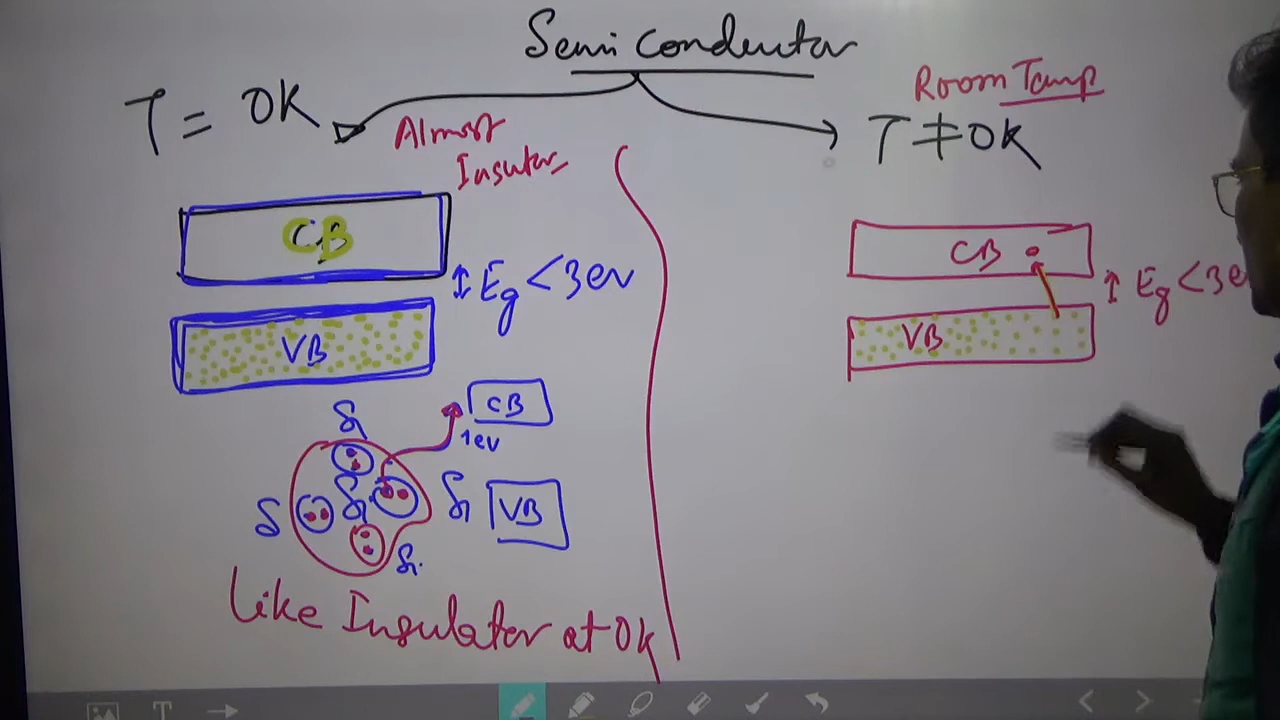 Semi Conductor
T = 0K
Almost
Insutor
Room Temp
T ≠ 0K
CB
Eg < 3ev
VB
CB
Eg < 3e
VB
Si
CB
1ev
Si
Si
Si
VB
Si
Like Insulator at 0K
T